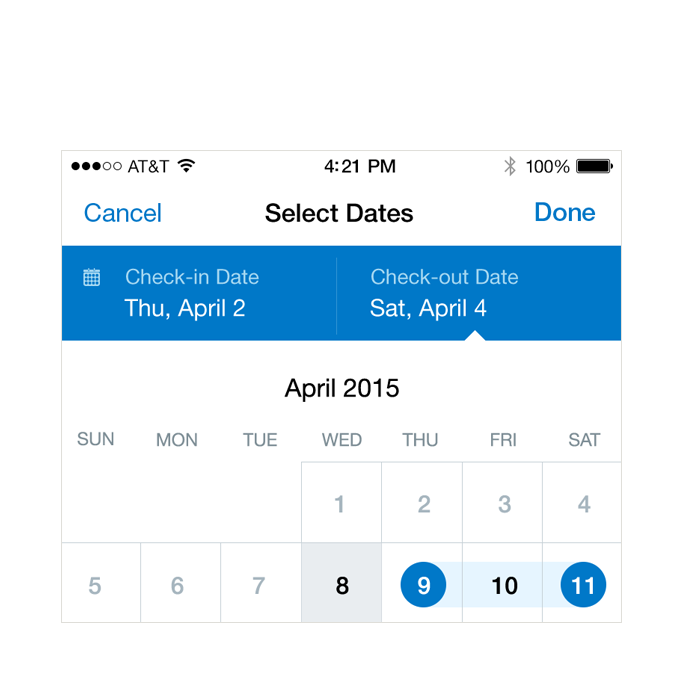 AT&T 4:21 PM 100%
Cancel Select Dates Done
Check-in Date Check-out Date
Thu, April 2 Sat, April 4
April 2015
SUN MON TUE WED THU FRI SAT
1 2 3 4
5 6 7 8 9 10 11